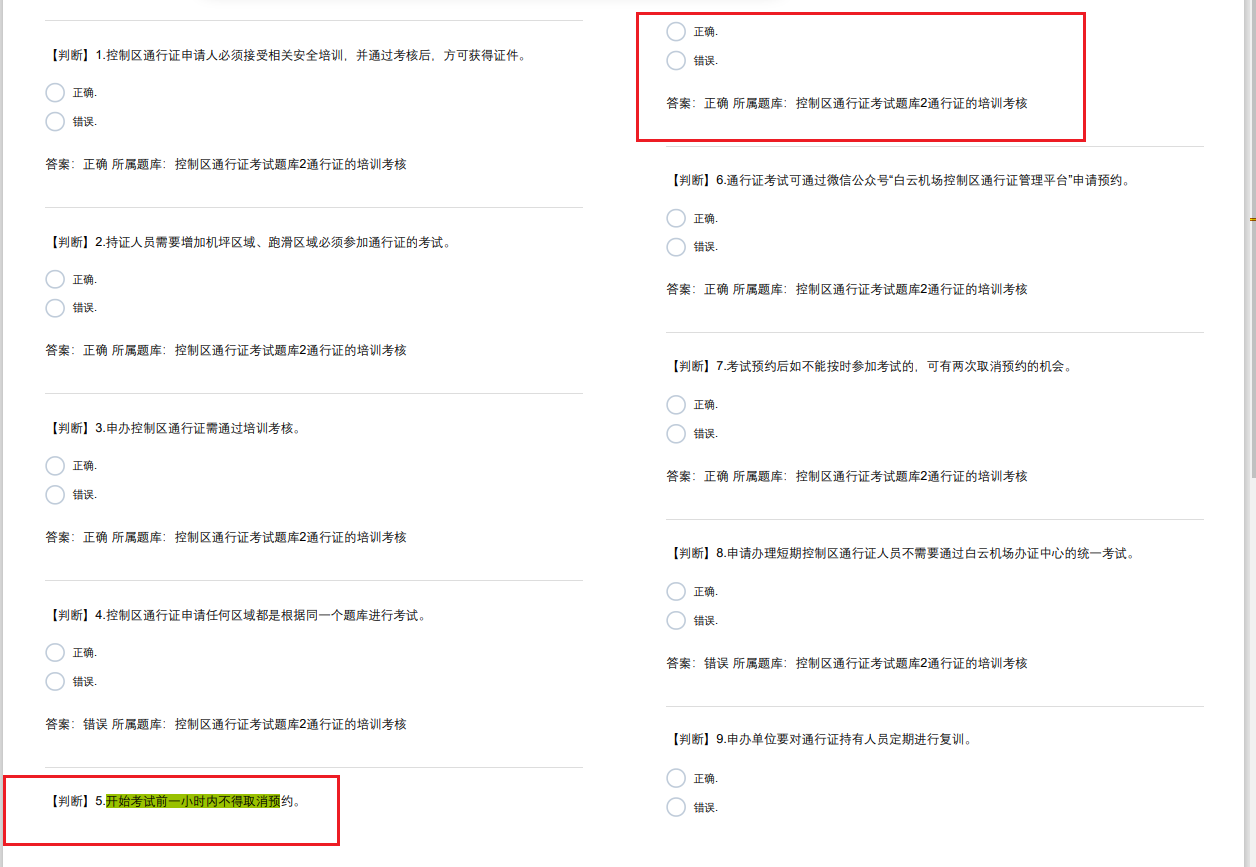 【判断】1.控制区通行证申请人必须接受相关安全培训，并通过考核后，方可获得证件。
正确.
错误.
答案：正确 所属题库：控制区通行证考试题库2通行证的培训考核
【判断】2.持证人员需要增加机坪区域、跑滑区域必须参加通行证的考试。
正确.
错误.
答案：正确 所属题库：控制区通行证考试题库2通行证的培训考核
【判断】3.申办控制区通行证需通过培训考核。
正确.
错误.
答案：正确 所属题库：控制区通行证考试题库2通行证的培训考核
【判断】4.控制区通行证申请任何区域都是根据同一个题库进行考试。
正确.
错误.
答案：错误 所属题库：控制区通行证考试题库2通行证的培训考核
【判断】5.开始考试前一小时内不得取消预约。
正确.
错误.
答案：正确 所属题库：控制区通行证考试题库2通行证的培训考核
【判断】6.通行证考试可通过微信公众号“白云机场控制区通行证管理平台”申请预约。
正确.
错误.
答案：正确 所属题库：控制区通行证考试题库2通行证的培训考核
【判断】7.考试预约后如不能按时参加考试的，可有两次取消预约的机会。
正确.
错误.
答案：正确 所属题库：控制区通行证考试题库2通行证的培训考核
【判断】8.申请办理短期控制区通行证人员不需要通过白云机场办证中心的统一考试。
正确.
错误.
答案：错误 所属题库：控制区通行证考试题库2通行证的培训考核
【判断】9.申办单位要对通行证持有人员定期进行复训。
正确.
错误.